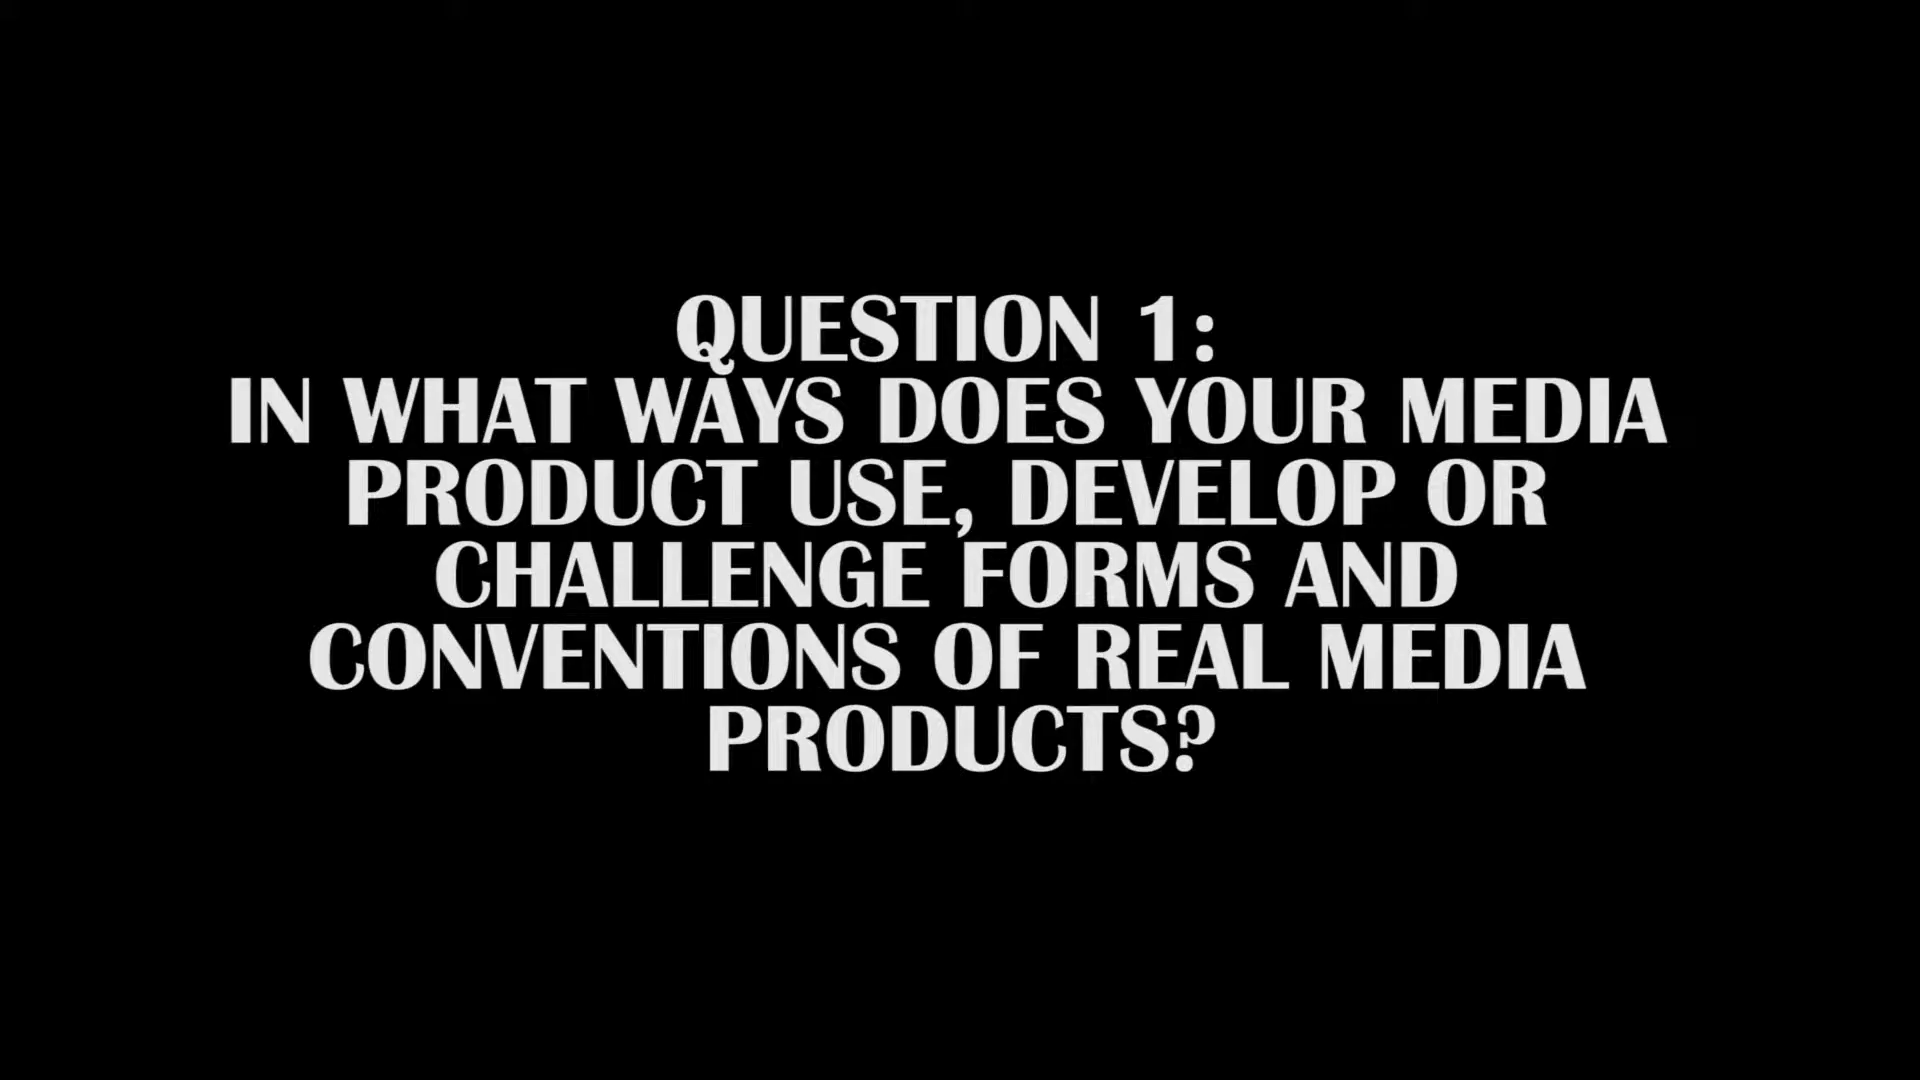 QUESTION 1:
IN WHAT WAYS DOES YOUR MEDIA
PRODUCT USE, DEVELOP OR
CHALLENGE FORMS AND
CONVENTIONS OF REAL MEDIA
PRODUCTS?